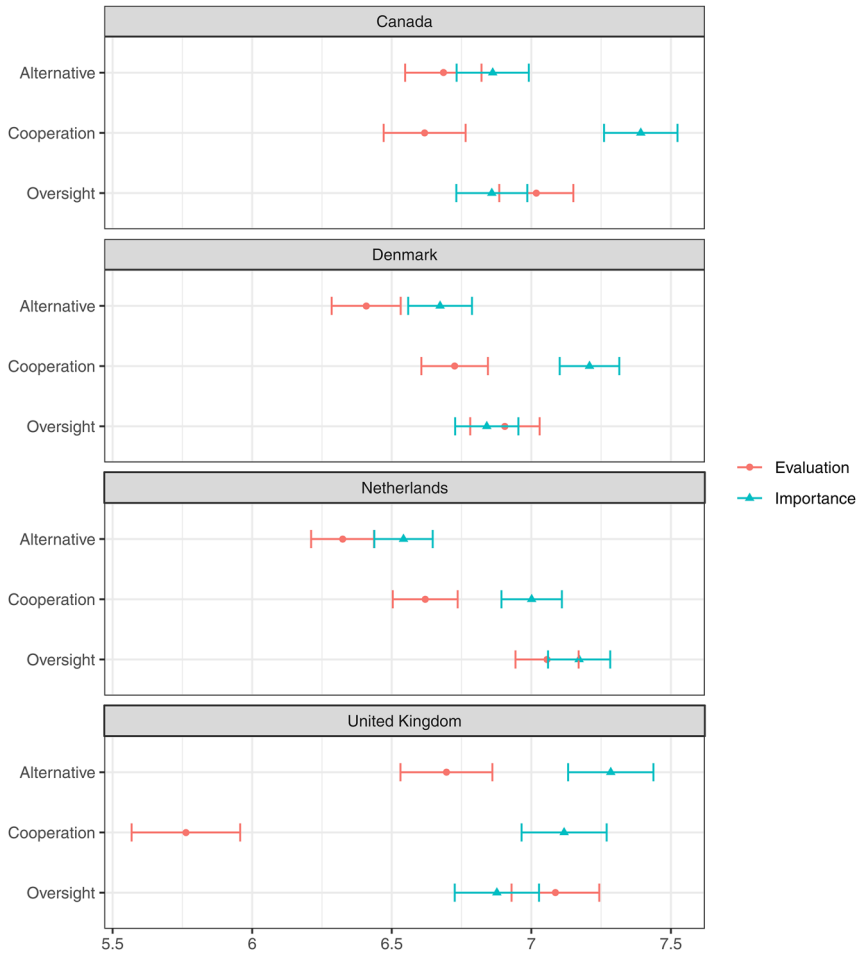 Canada
Alternative
Cooperation
Oversight
Denmark
Alternative
Cooperation
Oversight
Netherlands
Alternative
Cooperation
Oversight
United Kingdom
Alternative
Cooperation
Oversight
5.5 6 6.5 7 7.5
Evaluation
Importance